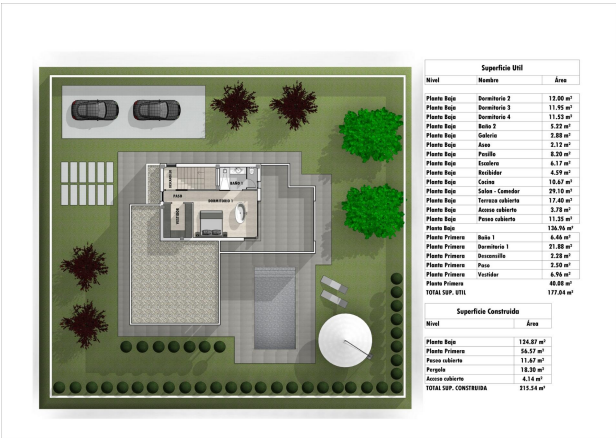 DESCANSILLO
BAÑO 1
PASO
DORMITORIO 1
VESTIDOR
Superficie Util
Nivel Nombre Área
Planta Baja Dormitorio 2 12.00 m²
Planta Baja Dormitorio 3 11.95 m²
Planta Baja Dormitorio 4 11.53 m²
Planta Baja Baño 2 5.22 m²
Planta Baja Galeria 2.88 m²
Planta Baja Aseo 2.12 m²
Planta Baja Pasillo 8.20 m²
Planta Baja Escalera 6.17 m²
Planta Baja Recibidor 4.59 m²
Planta Baja Cocina 10.67 m²
Planta Baja Salon - Comedor 29.10 m²
Planta Baja Terraza cubierta 17.40 m²
Planta Baja Acceso cubierto 3.78 m²
Planta Baja Paseo cubierto 11.35 m²
Planta Baja 136.96 m²
Planta Primera Baño 1 6.46 m²
Planta Primera Dormitorio 1 21.88 m²
Planta Primera Descansillo 2.28 m²
Planta Primera Paso 2.50 m²
Planta Primera Vestidor 6.96 m²
Planta Primera 40.08 m²
TOTAL SUP. UTIL 177.04 m²
Superficie Construida
Nivel Área
Planta Baja 124.87 m²
Planta Primera 56.57 m²
Paseo cubierto 11.67 m²
Pergola 18.30 m²
Acceso cubierto 4.14 m²
TOTAL SUP. CONSTRUIDA 215.54 m²